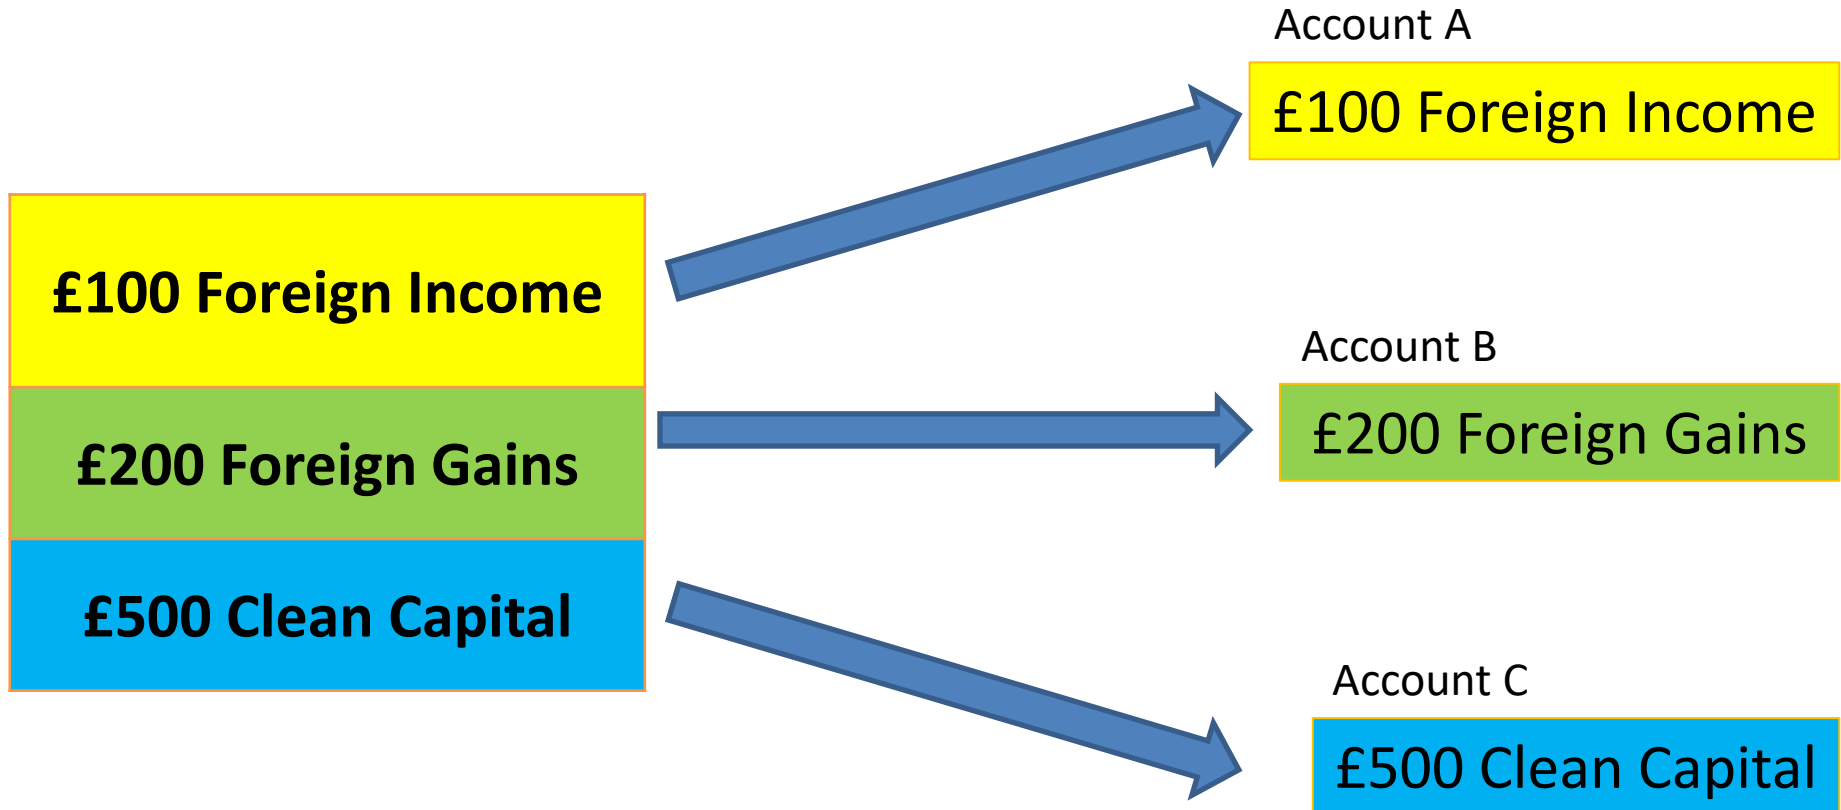 Account A
£100 Foreign Income
£100 Foreign Income
Account B
£200 Foreign Gains
£200 Foreign Gains
£500 Clean Capital
Account C
£500 Clean Capital